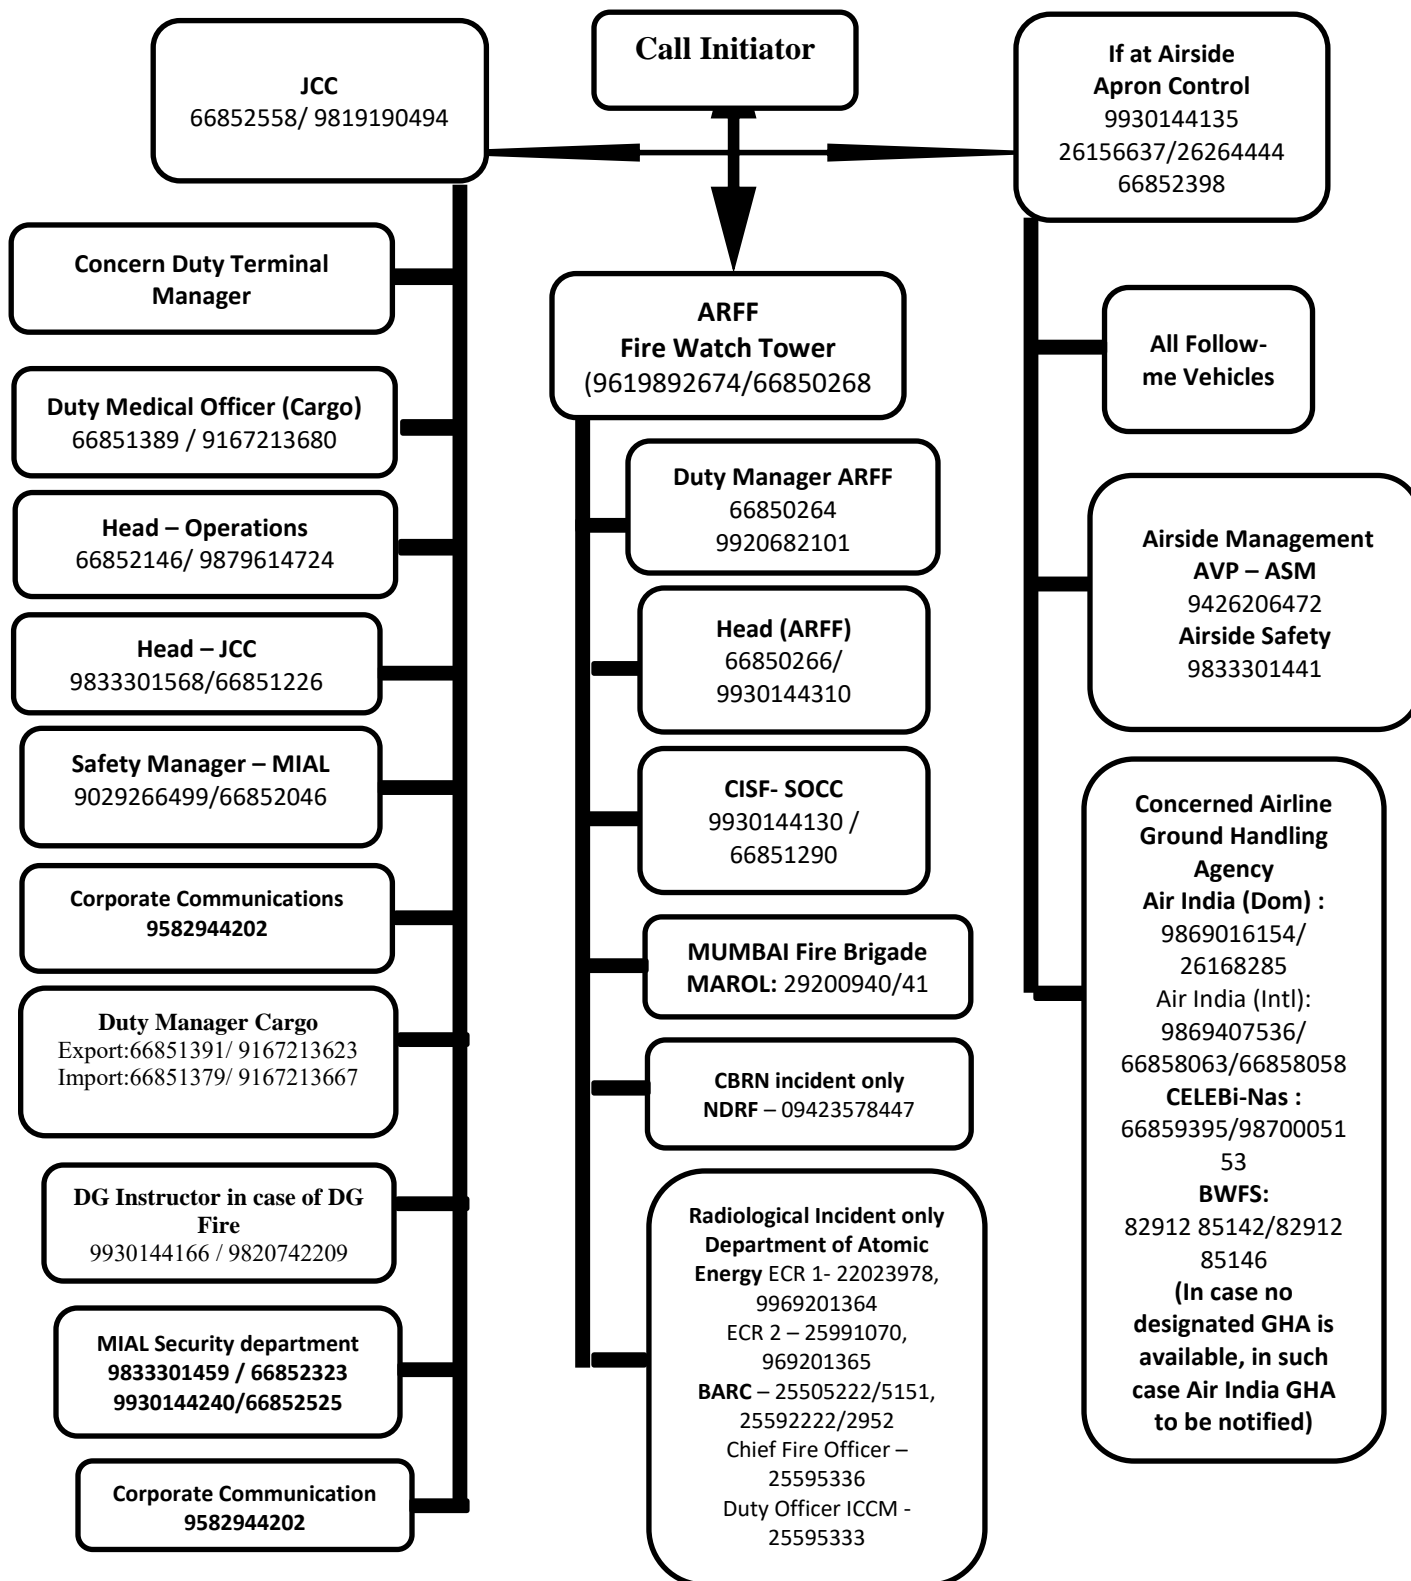 Call Initiator
JCC
66852558/ 9819190494
If at Airside
Apron Control
9930144135
26156637/26264444
66852398
Concern Duty Terminal
Manager
Duty Medical Officer (Cargo)
66851389 / 9167213680
Head – Operations
66852146/ 9879614724
Head – JCC
9833301568/66851226
Safety Manager – MIAL
9029266499/66852046
Corporate Communications
9582944202
Duty Manager Cargo
Export:66851391/ 9167213623
Import:66851379/ 9167213667
DG Instructor in case of DG
Fire
9930144166 / 9820742209
MIAL Security department
9833301459 / 66852323
9930144240/66852525
Corporate Communication
9582944202
ARFF
Fire Watch Tower
(9619892674/66850268
Duty Manager ARFF
66850264
9920682101
Head (ARFF)
66850266/
9930144310
CISF- SOCC
9930144130 /
66851290
MUMBAI Fire Brigade
MAROL: 29200940/41
CBRN incident only
NDRF – 09423578447
Radiological Incident only
Department of Atomic
Energy ECR 1- 22023978,
9969201364
ECR 2 – 25991070,
969201365
BARC – 25505222/5151,
25592222/2952
Chief Fire Officer –
25595336
Duty Officer ICCM -
25595333
All Follow-
me Vehicles
Airside Management
AVP – ASM
9426206472
Airside Safety
9833301441
Concerned Airline
Ground Handling
Agency
Air India (Dom) :
9869016154/
26168285
Air India (Intl):
9869407536/
66858063/66858058
CELEBi-Nas :
66859395/98700051
53
BWFS:
82912 85142/82912
85146
(In case no
designated GHA is
available, in such
case Air India GHA
to be notified)